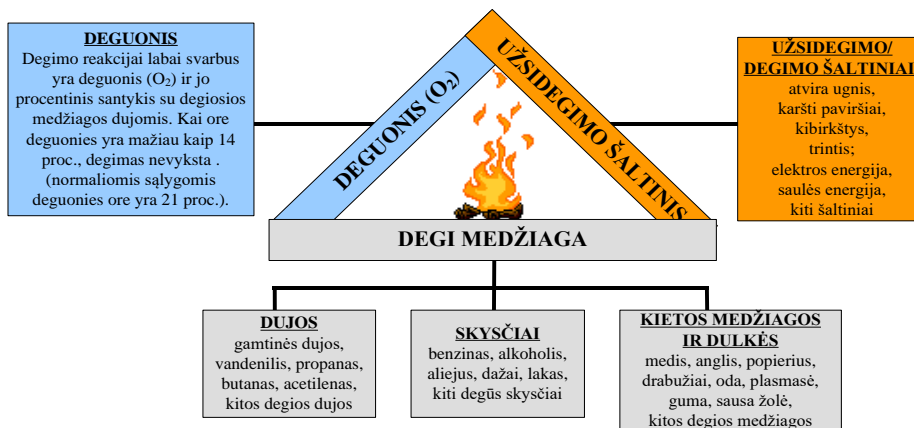 DEGUONIS
Degimo reakcijai labai svarbus
yra deguonis (O₂) ir jo
procentinis santykis su degiosios
medžiagos dujomis. Kai ore
deguonies yra mažiau kaip 14
proc., degimas nevyksta .
(normaliomis sąlygomis
deguonies ore yra 21 proc.).
DEGUONIS (O₂)
UŽSIDEGIMO ŠALTINIS
UŽSIDEGIMO/
DEGIMO ŠALTINIAI
atvira ugnis,
karšti paviršiai,
kibirkštys,
trintis;
elektros energija,
saulės energija,
kiti šaltiniai
DEGI MEDŽIAGA
DUJOS
gamtinės dujos,
vandenilis, propanas,
butanas, acetilenas,
kitos degios dujos
SKYSČIAI
benzinas, alkoholis,
aliejus, dažai, lakas,
kiti degūs skysčiai
KIETOS MEDŽIAGOS
IR DULKĖS
medis, anglis, popierius,
drabužiai, oda, plasmasė,
guma, sausa žolė,
kitos degios medžiagos